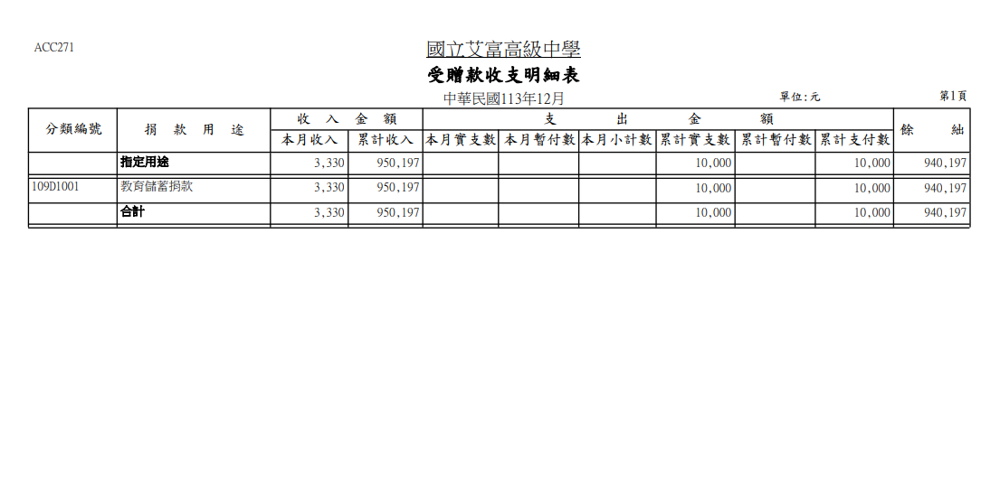 ACC271
國立艾富高級中學
受贈款收支明細表
中華民國113年12月 單位:元 第1頁
分類編號 捐款用途 收入金額 支出金額 餘絀
本月收入 累計收入 本月實支數 本月暫付數 本月小計數 累計實支數 累計暫付數 累計支付數
指定用途 3,330 950,197 10,000 10,000 940,197
109D1001 教育儲蓄捐款 3,330 950,197 10,000 10,000 940,197
合計 3,330 950,197 10,000 10,000 940,197